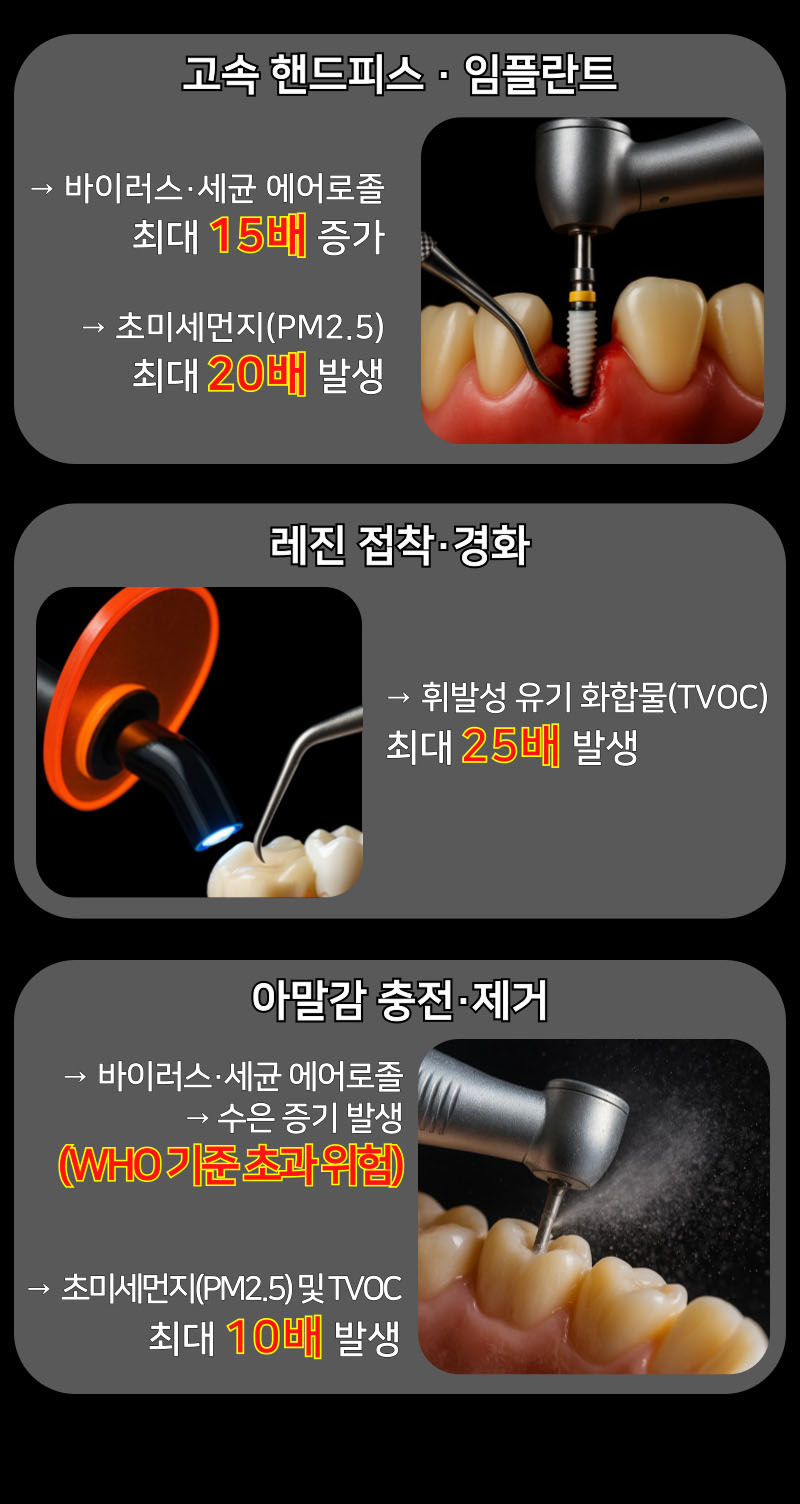 고속 핸드피스 · 임플란트
→ 바이러스·세균 에어로졸
최대 15배 증가
→ 초미세먼지(PM2.5)
최대 20배 발생
레진 접착·경화
→ 휘발성 유기 화합물(TVOC)
최대 25배 발생
아말감 충전·제거
→ 바이러스·세균 에어로졸
→ 수은 증기 발생
(WHO 기준 초과 위험)
→ 초미세먼지(PM2.5) 및 TVOC
최대 10배 발생